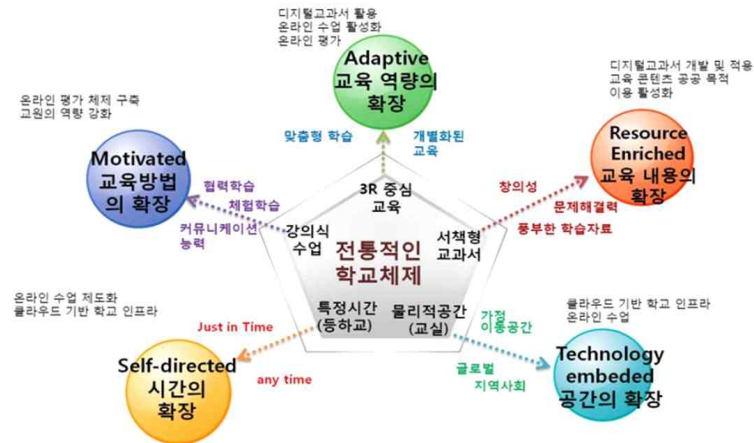 디지털교과서 활용
온라인 수업 활성화
온라인 평가
Adaptive
교육 역량의
확장
맞춤형 학습
개별화된
교육
디지털교과서 개발 및 적용
교육 콘텐츠 공공 목적
이용 활성화
Resource
Enriched
교육 내용의
확장
창의성
문제해결력
풍부한 학습자료
온라인 평가 체제 구축
교원의 역량 강화
Motivated
교육방법
의 확장
협력학습
체험학습
커뮤니케이션
능력
3R 중심
교육
강의식
수업
서책형
교과서
전통적인
학교체제
특정시간
(등하교)
물리적공간
(교실)
온라인 수업 제도화
클라우드 기반 학교 인프라
Just in Time
any time
Self-directed
시간의
확장
가정
이동공간
글로벌
지역사회
클라우드 기반 학교 인프라
온라인 수업
Technology
embeded
공간의 확장